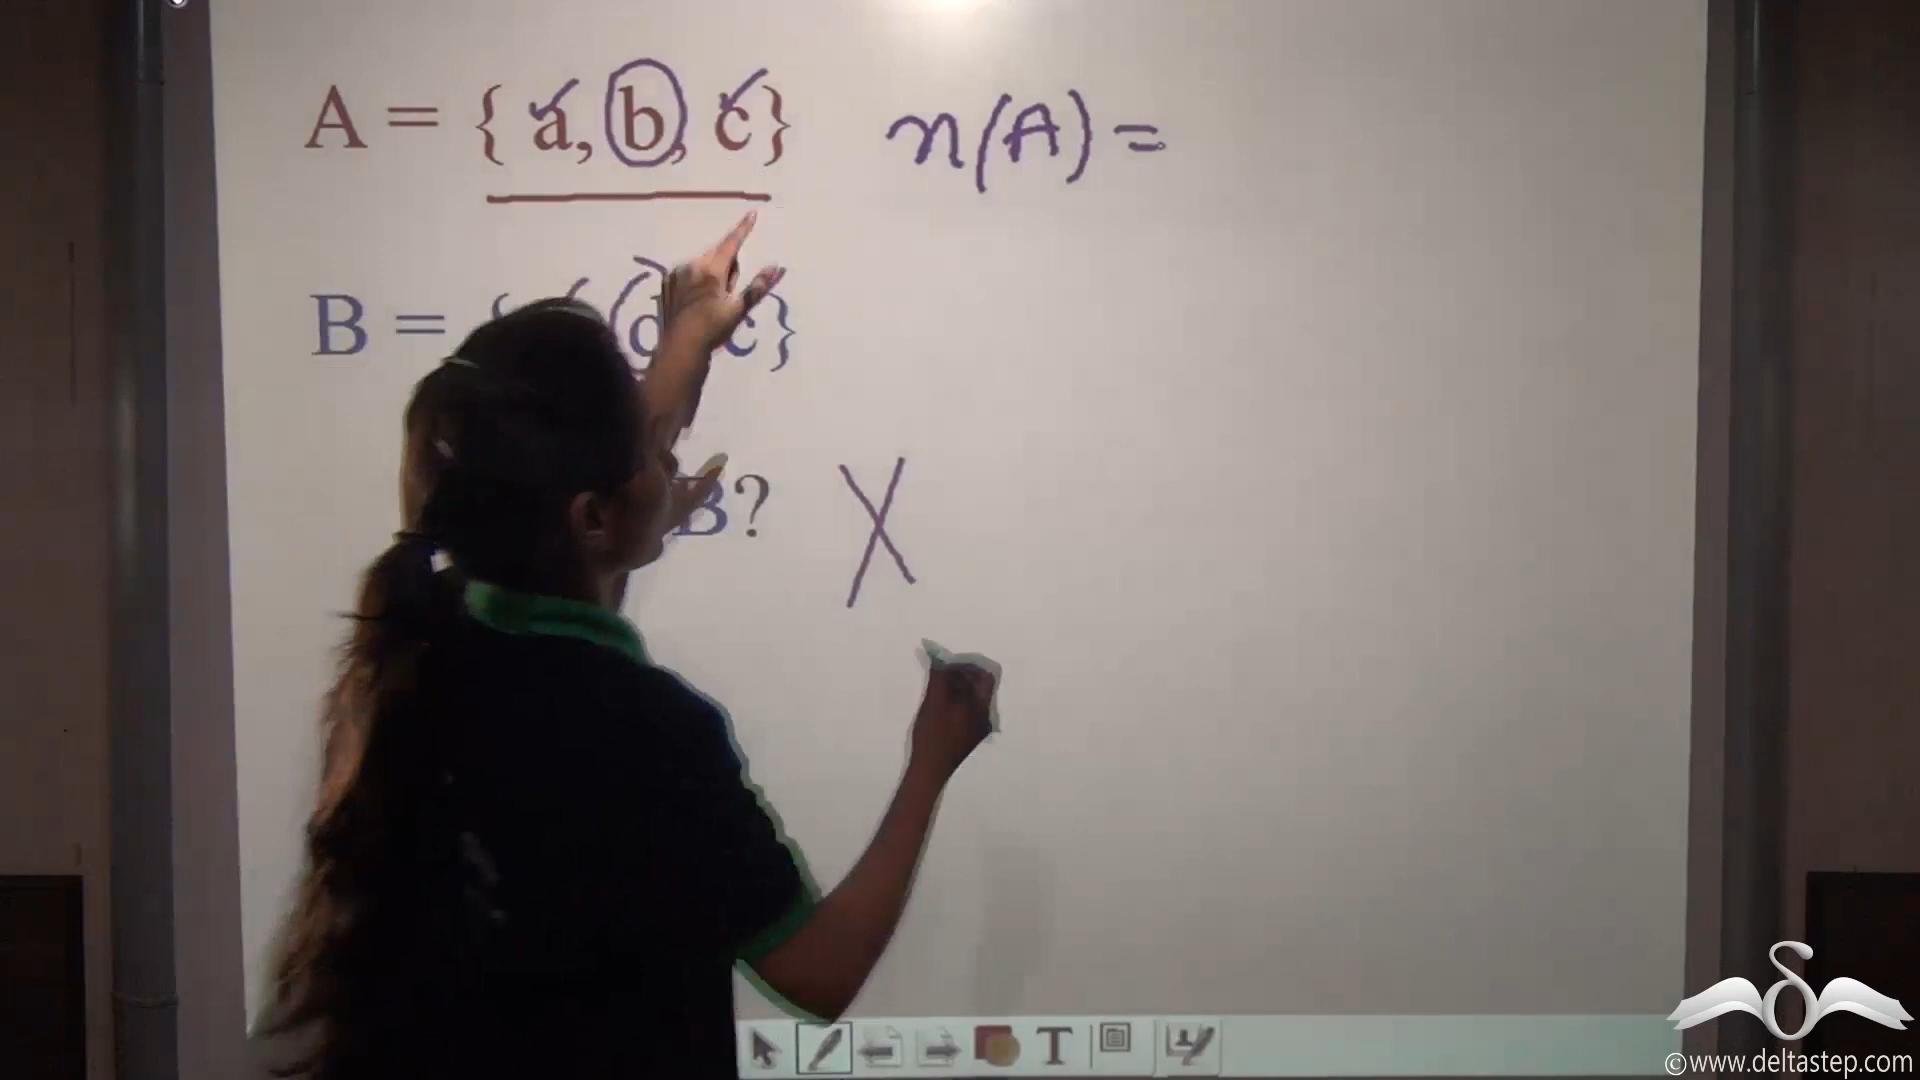 A = { a, b, c} n(A) =
B = { d, c}
B? X
T
©www.deltastep.com